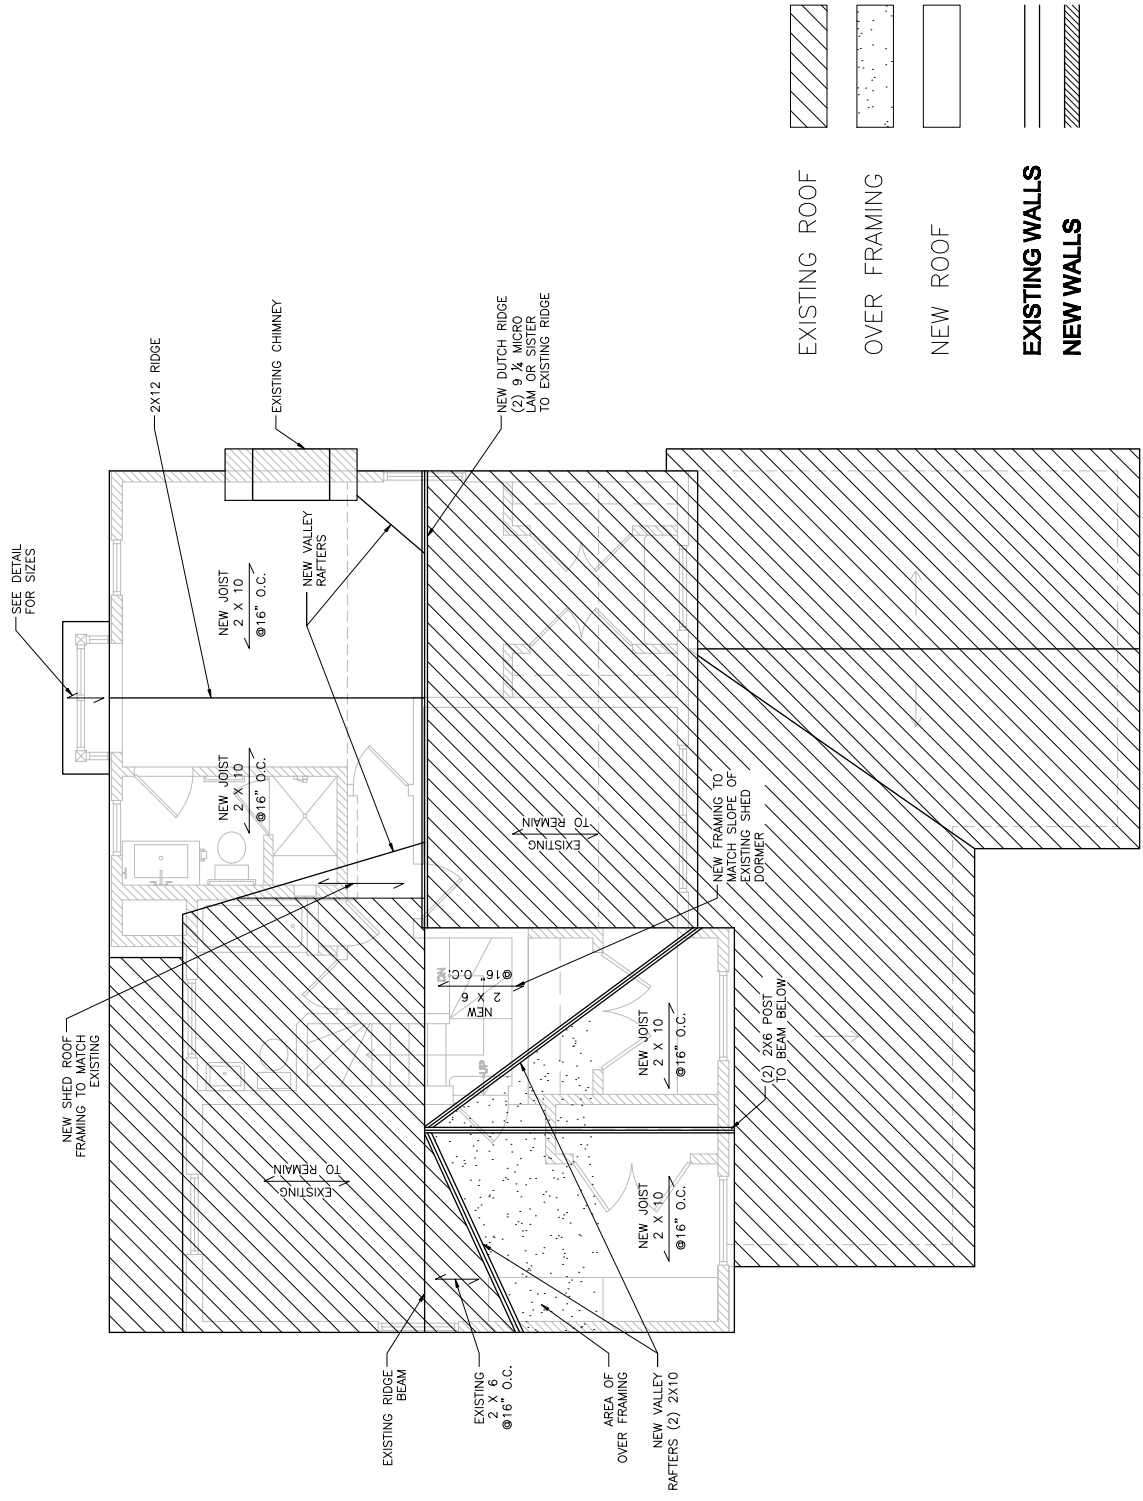 SEE DETAIL
FOR SIZES
2X12 RIDGE
EXISTING CHIMNEY
NEW DUTCH RIDGE
(2) 9 ¼ MICRO
LAM OR SISTER
TO EXISTING RIDGE
NEW VALLEY
RAFTERS
NEW JOIST
2 X 10
@16" O.C.
NEW JOIST
2 X 10
@16" O.C.
NEW SHED ROOF
FRAMING TO MATCH
EXISTING
EXISTING
TO REMAIN
EXISTING
TO REMAIN
NEW FRAMING TO
MATCH SLOPE OF
EXISTING SHED
DORMER
NEW
2 X 6
@16" O.C.
DN
UP
NEW JOIST
2 X 10
@16" O.C.
NEW JOIST
2 X 10
@16" O.C.
(2) 2X6 POST
TO BEAM BELOW
EXISTING RIDGE
BEAM
EXISTING
2 X 6
@16" O.C.
AREA OF
OVER FRAMING
NEW VALLEY
RAFTERS (2) 2X10
EXISTING ROOF
OVER FRAMING
NEW ROOF
EXISTING WALLS
NEW WALLS